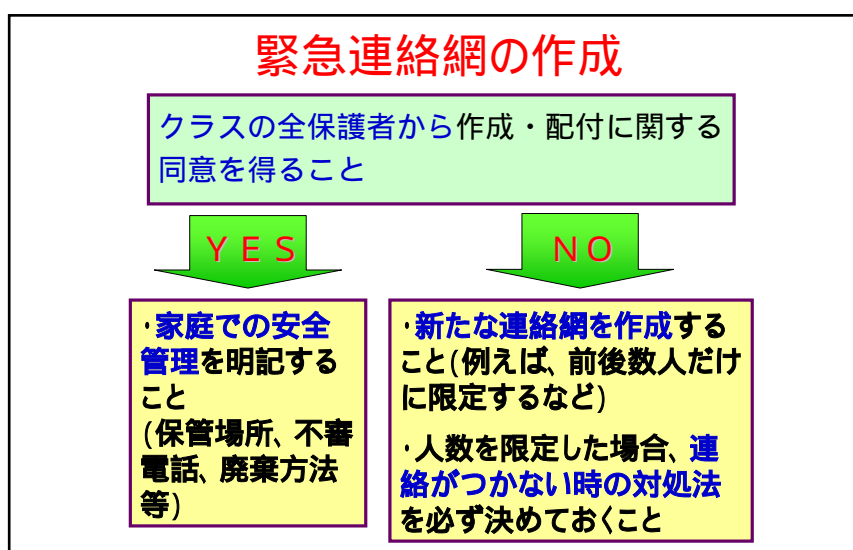 緊急連絡網の作成
クラスの全保護者から作成・配付に関する
同意を得ること
ＹＥＳ
ＮＯ
・家庭での安全
管理を明記する
こと
(保管場所、不審
電話、廃棄方法
等)
・新たな連絡網を作成する
こと(例えば、前後数人だけ
に限定するなど)
・人数を限定した場合、連
絡がつかない時の対処法
を必ず決めておくこと